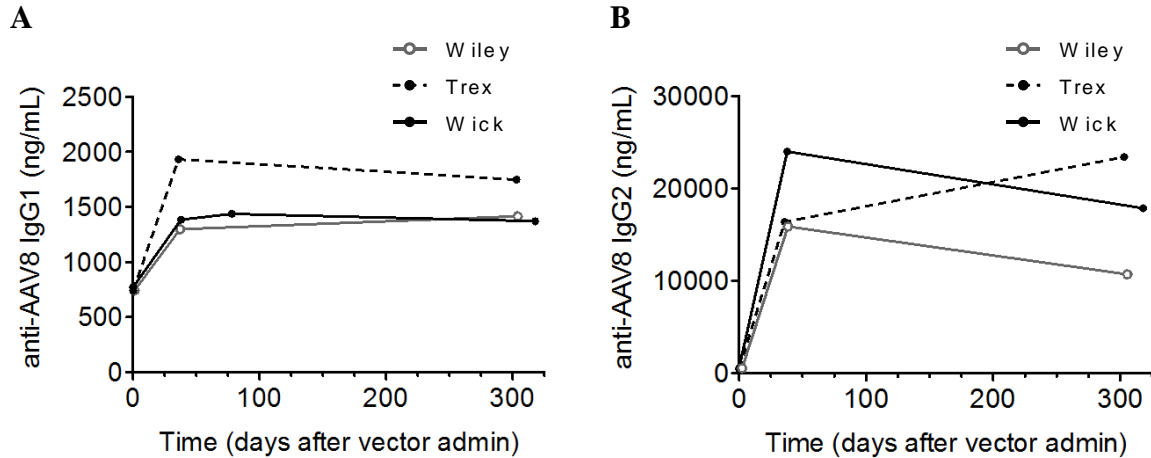 A
Wiley
Trex
Wick
anti-AAV8 IgG1 (ng/mL)
2500
2000
1500
1000
500
0
0 100 200 300
Time (days after vector admin)
B
Wiley
Trex
Wick
anti-AAV8 IgG2 (ng/mL)
30000
20000
10000
0
0 100 200 300
Time (days after vector admin)